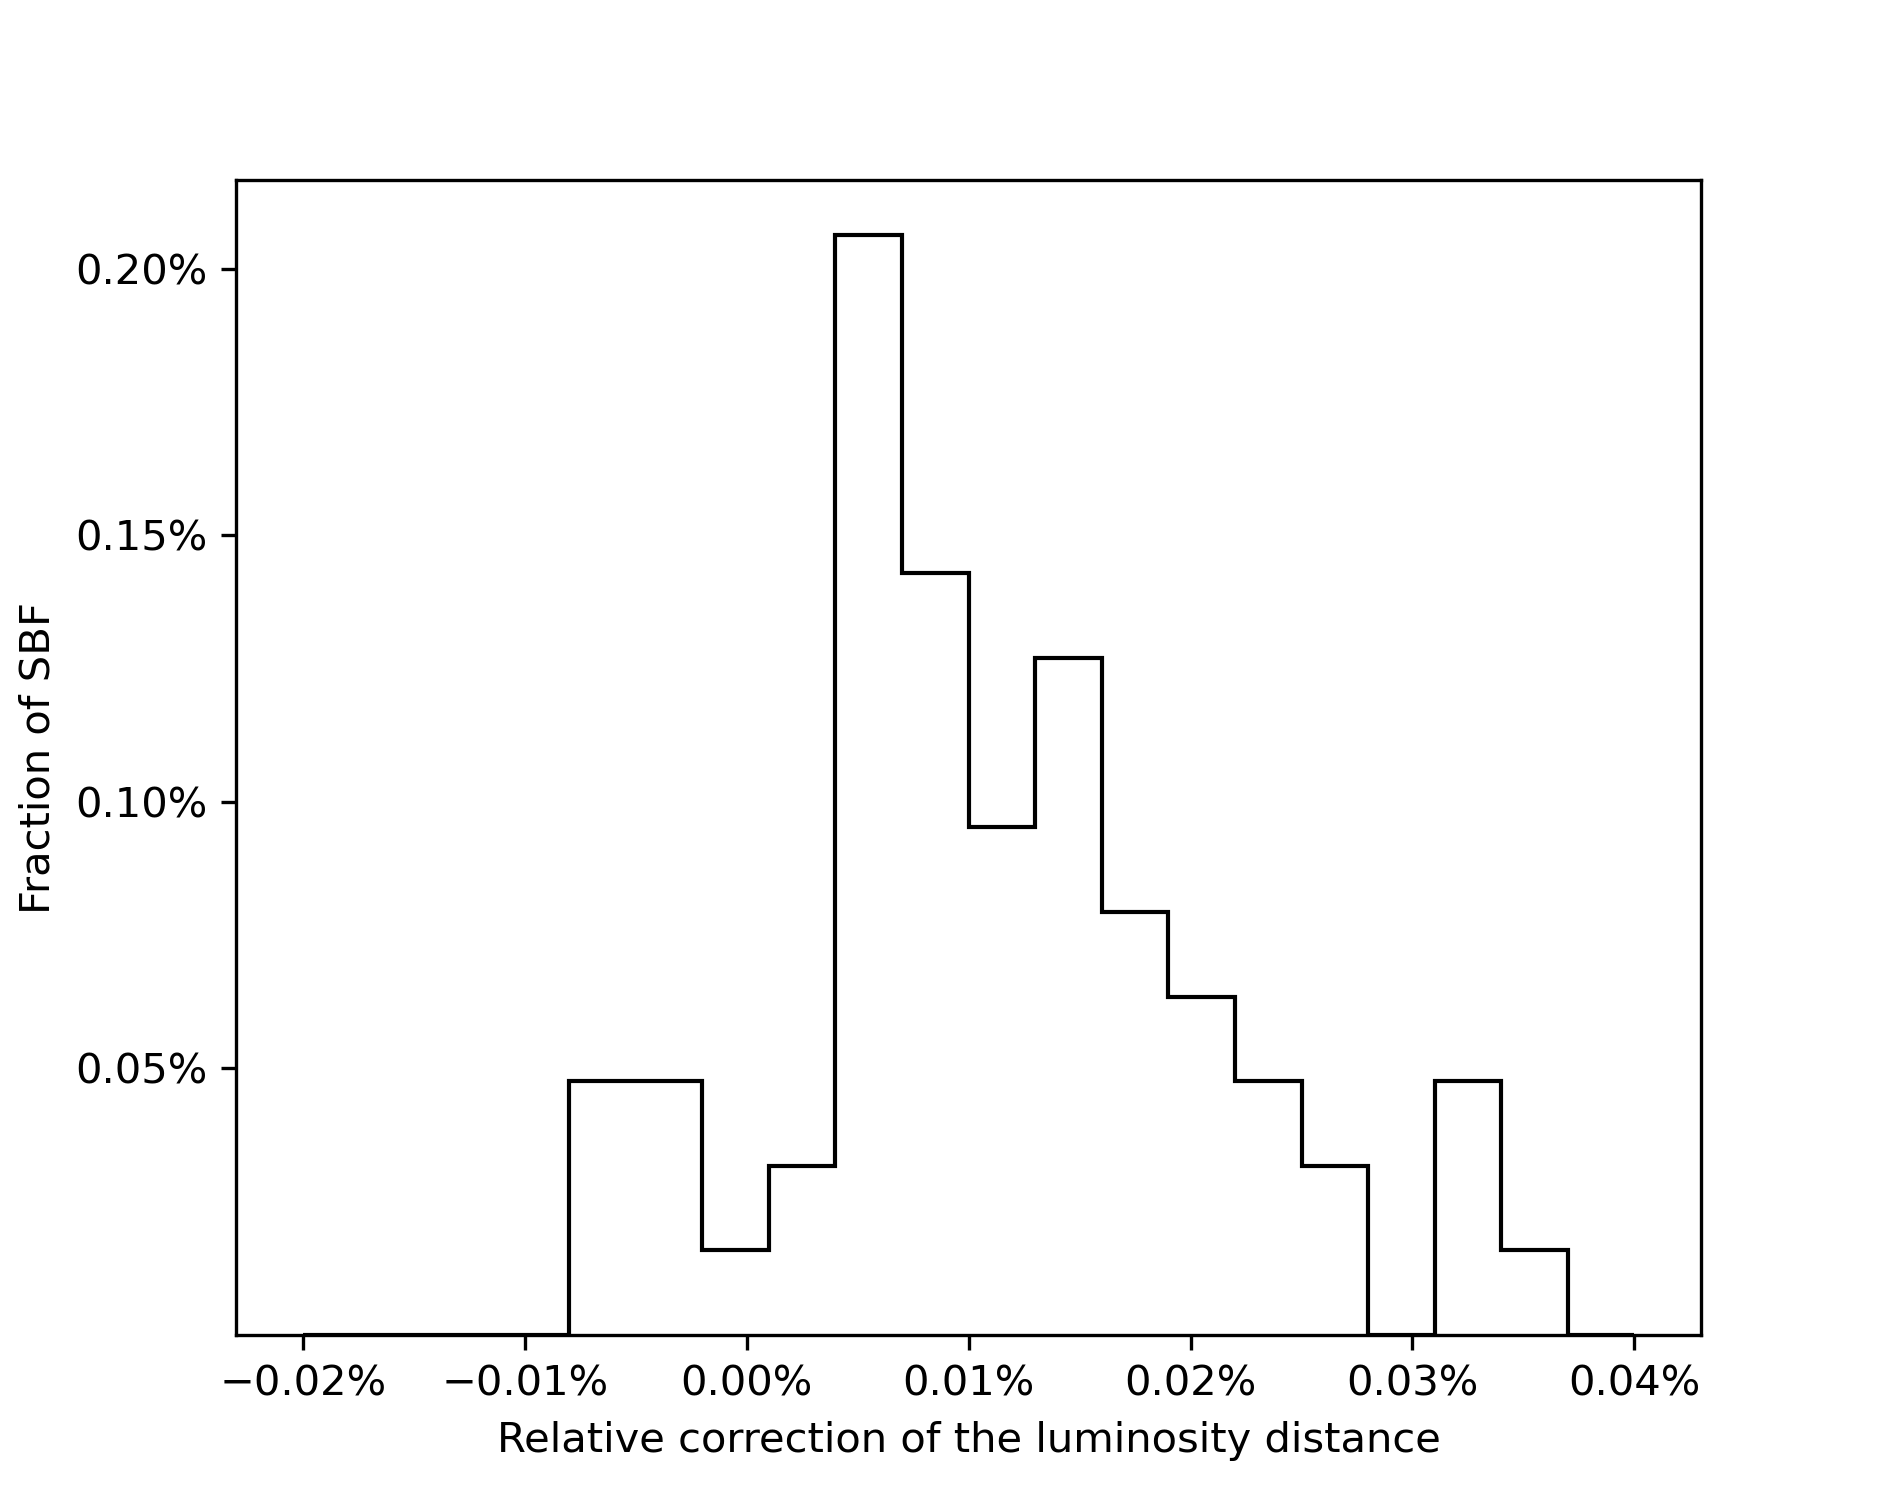 0.20%
0.15%
0.10%
0.05%
Fraction of SBF
−0.02% −0.01% 0.00% 0.01% 0.02% 0.03% 0.04%
Relative correction of the luminosity distance